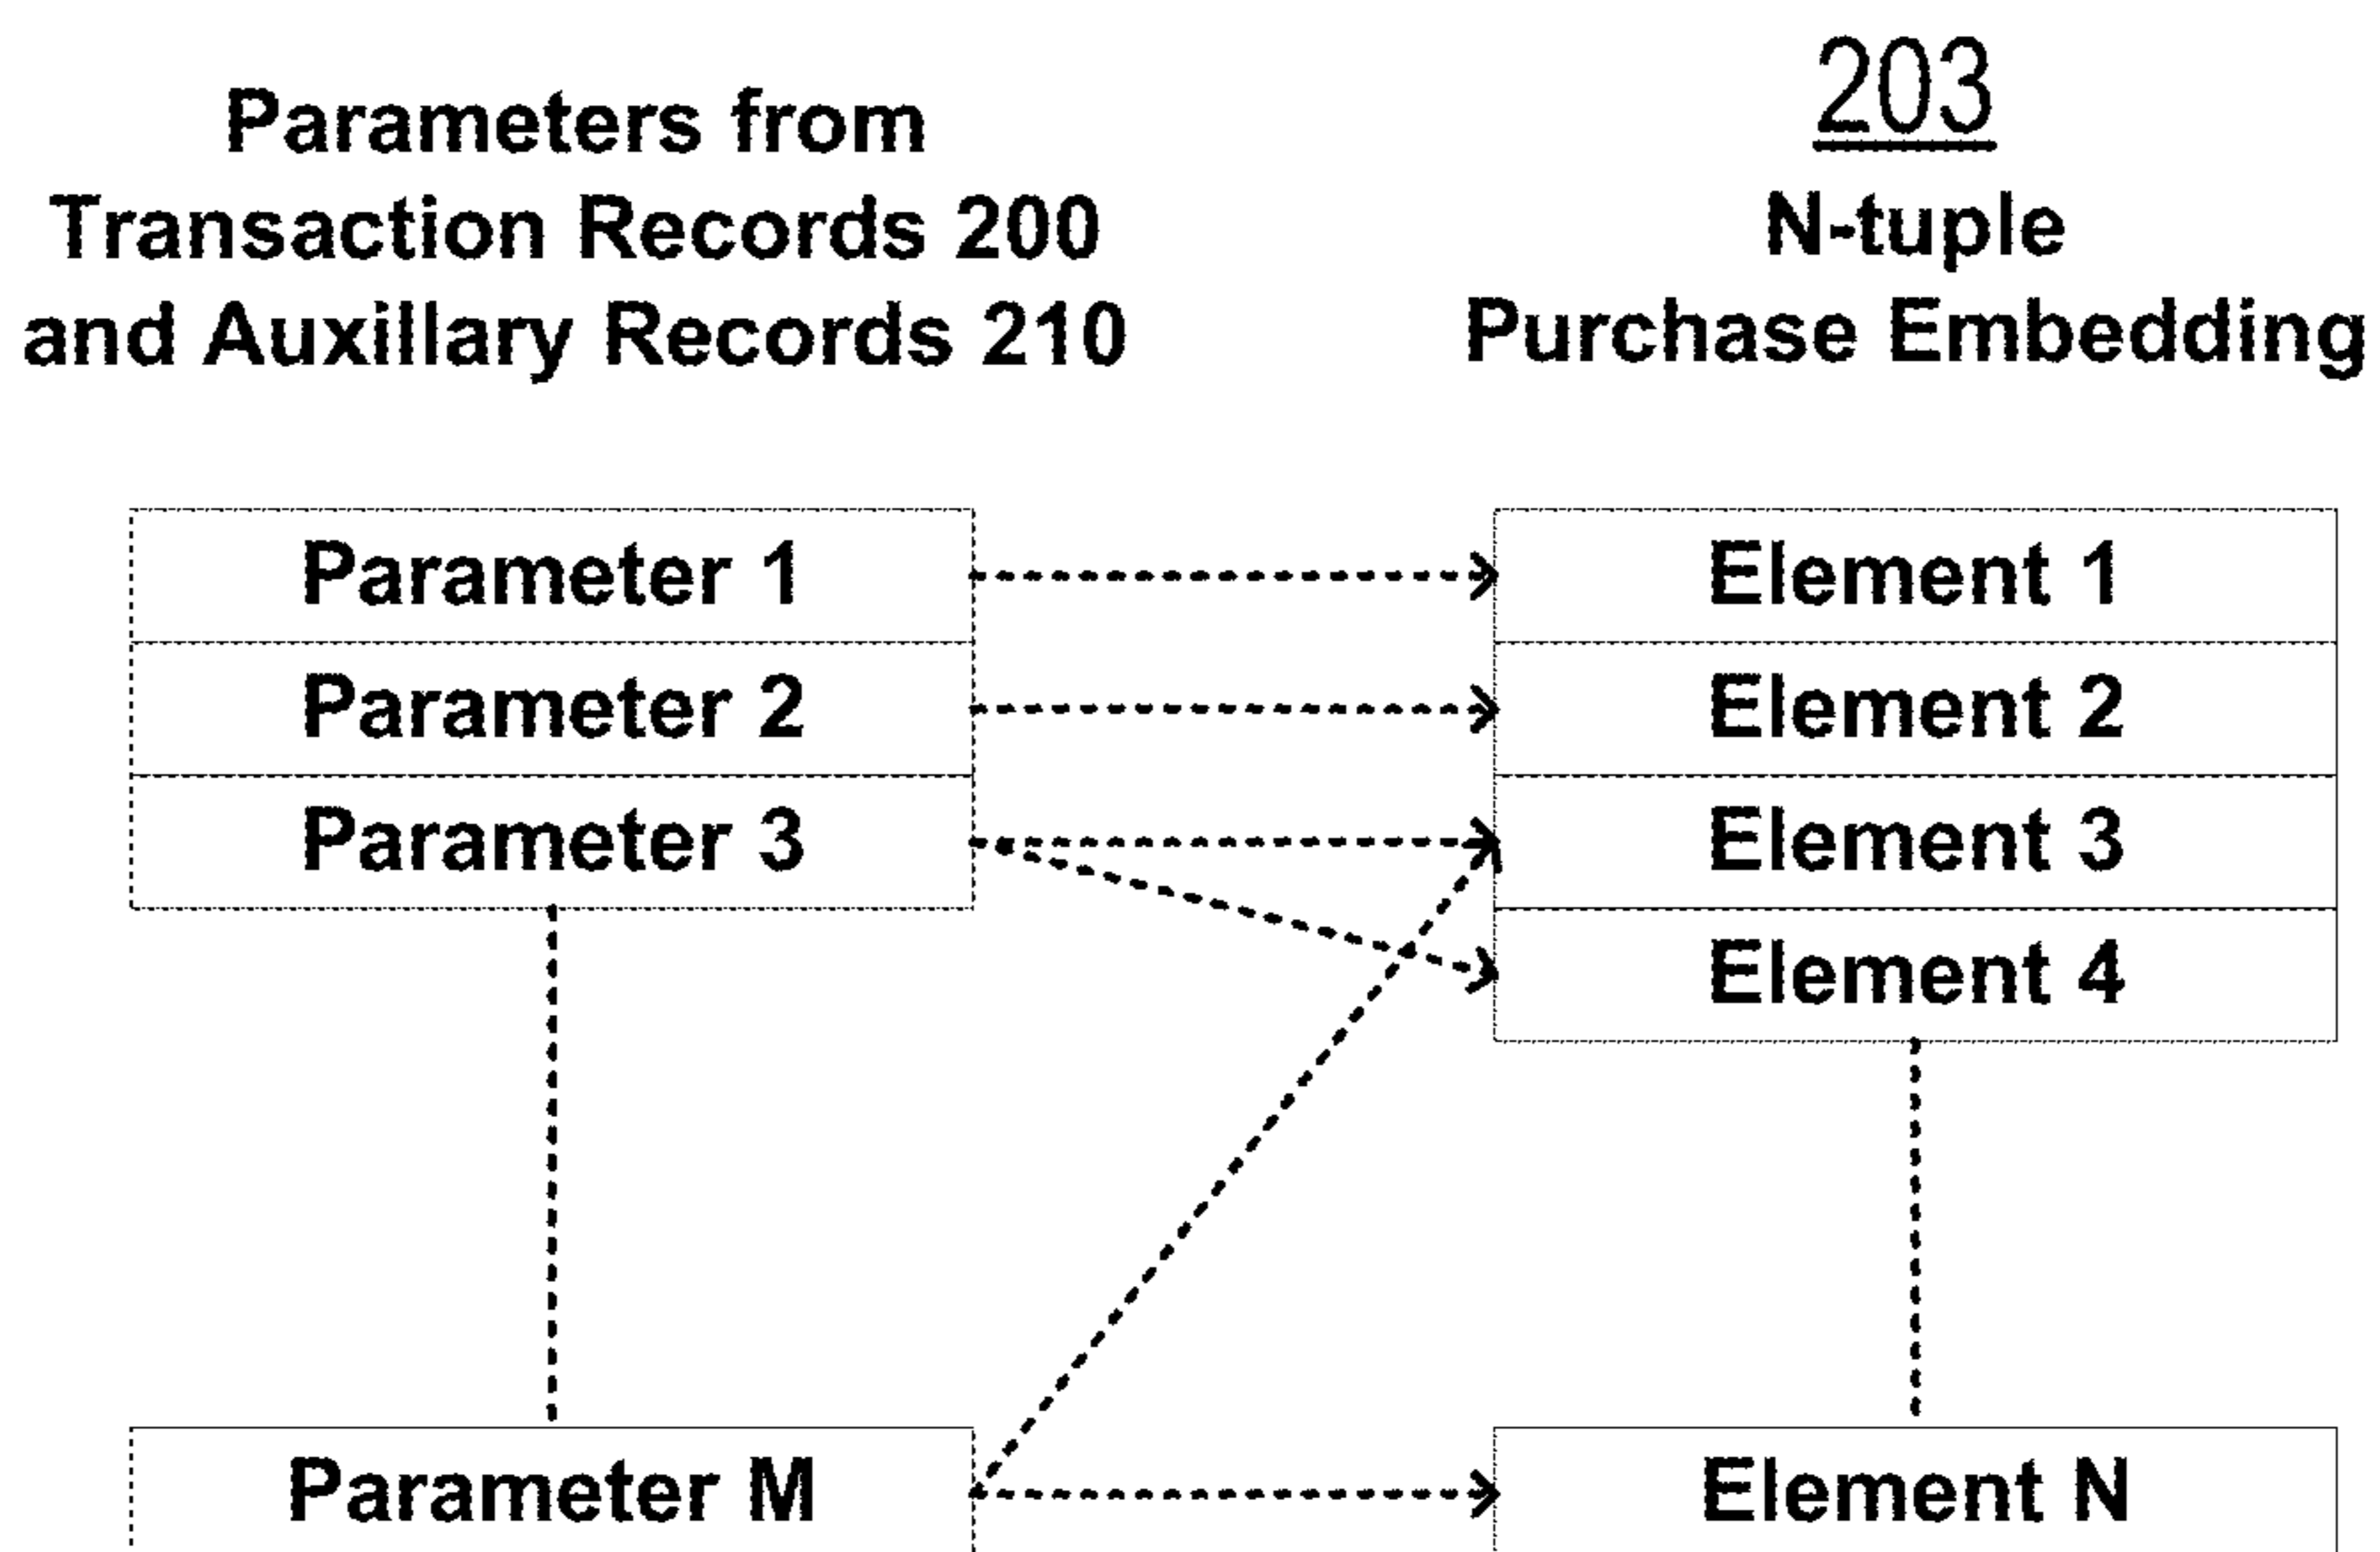 Parameters from
Transaction Records 200
and Auxillary Records 210
203
N-tuple
Purchase Embedding
Parameter 1
Parameter 2
Parameter 3
Parameter M
Element 1
Element 2
Element 3
Element 4
Element N